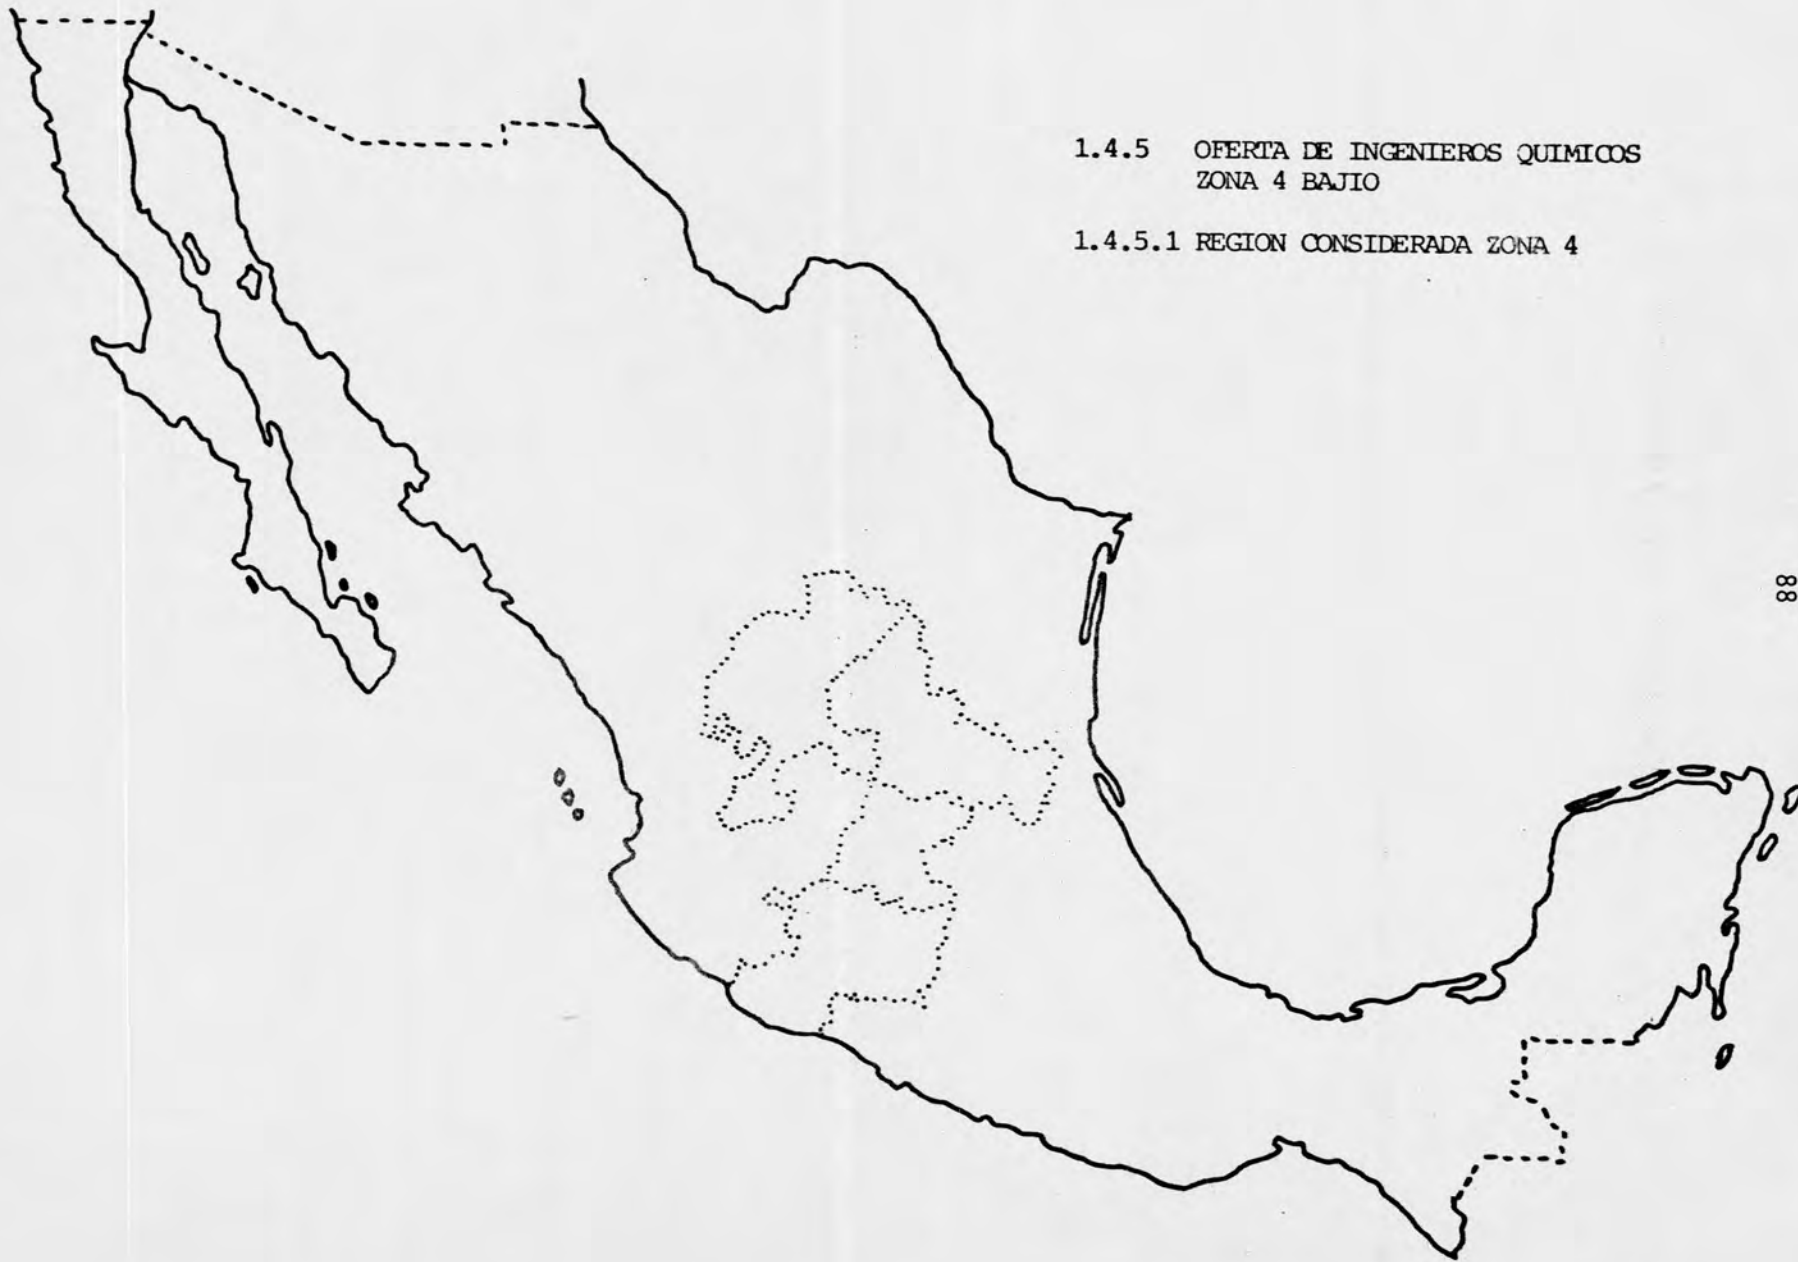 1.4.5 OFERTA DE INGENIEROS QUIMICOS
ZONA 4 BAJIO
1.4.5.1 REGION CONSIDERADA ZONA 4
88